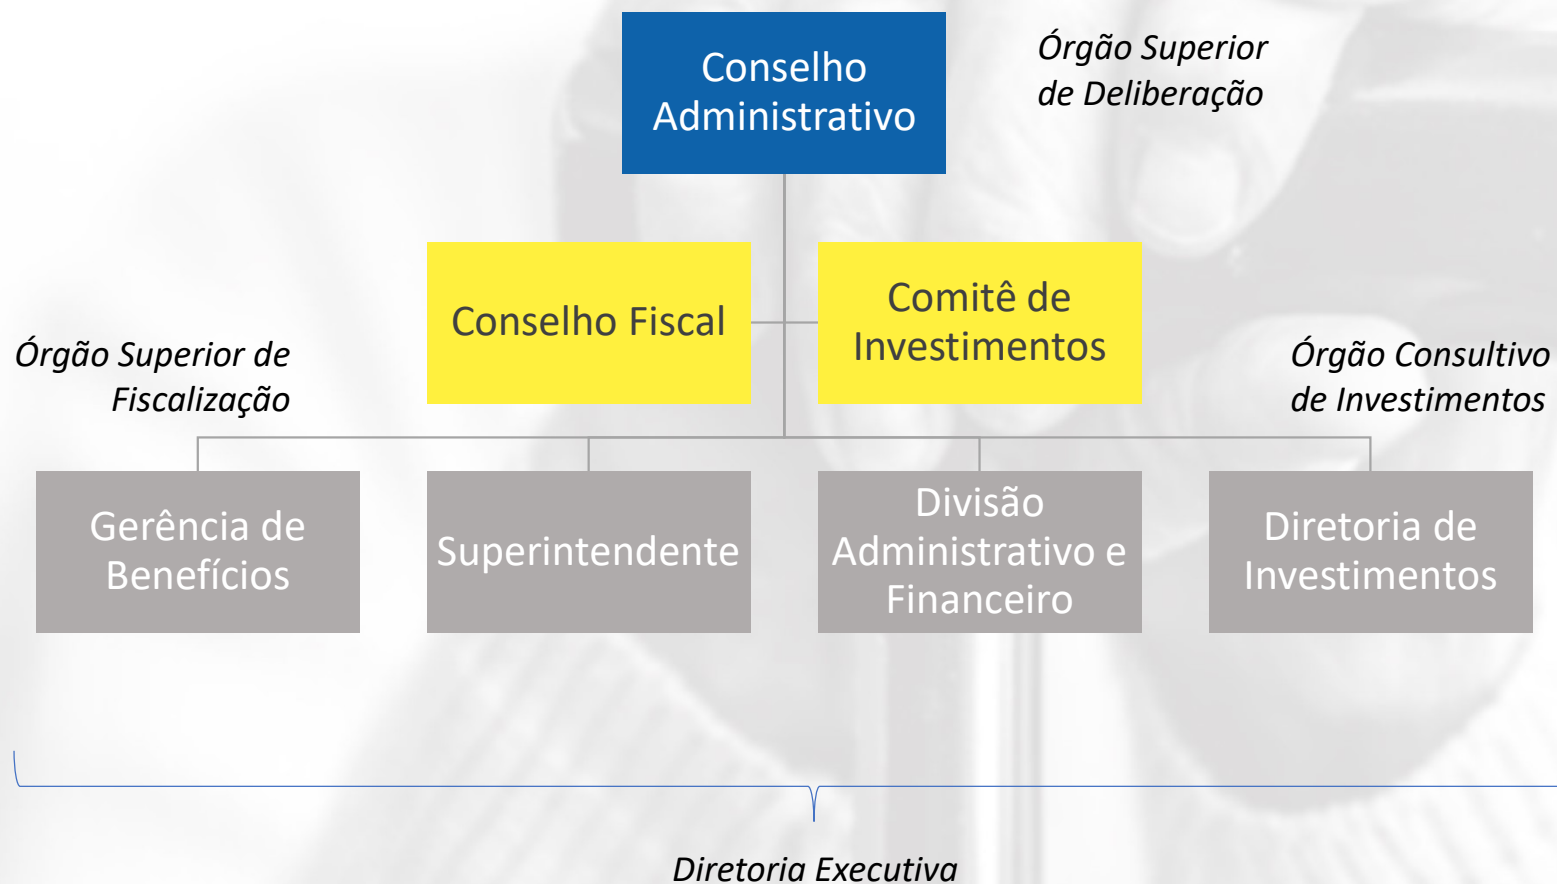 Conselho
Administrativo
Órgão Superior
de Deliberação
Conselho Fiscal
Comitê de
Investimentos
Órgão Superior de
Fiscalização
Órgão Consultivo
de Investimentos
Gerência de
Benefícios
Superintendente
Divisão
Administrativo e
Financeiro
Diretoria de
Investimentos
Diretoria Executiva